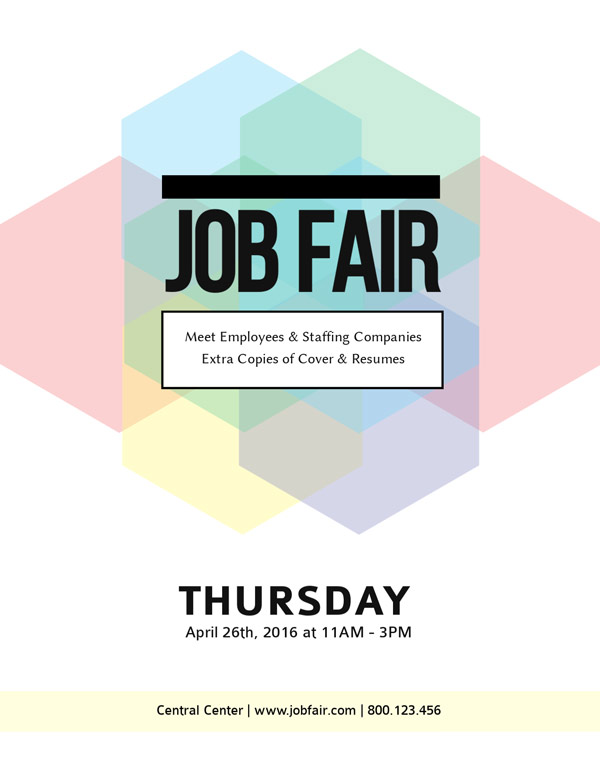 JOB FAIR
Meet Employees & Staffing Companies
Extra Copies of Cover & Resumes
THURSDAY
April 26th, 2016 at 11AM - 3PM
Central Center | www.jobfair.com | 800.123.456